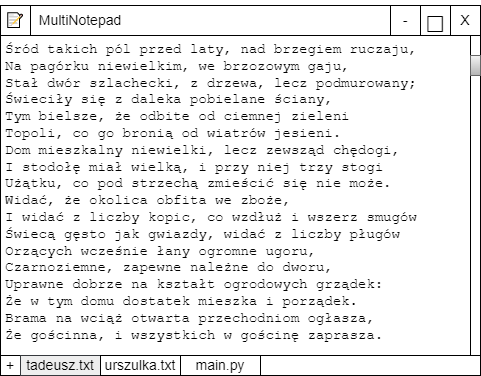 MultiNotepad - X
Śród takich pól przed laty, nad brzegiem ruczaju,
Na pagórku niewielkim, we brzozowym gaju,
Stał dwór szlachecki, z drzewa, lecz podmurowany;
Świeciły się z daleka pobielane ściany,
Tym bielsze, że odbite od ciemnej zieleni
Topoli, co go bronią od wiatrów jesieni.
Dom mieszkalny niewielki, lecz zewsząd chędogi,
I stodołę miał wielką, i przy niej trzy stogi
Użątku, co pod strzechą zmieścić się nie może.
Widać, że okolica obfita we zboże,
I widać z liczby kopic, co wzdłuż i wszerz smugów
Świecą gęsto jak gwiazdy, widać z liczby pługów
Orzących wcześnie łany ogromne ugoru,
Czarnoziemne, zapewne należne do dworu,
Uprawne dobrze na kształt ogrodowych grządek:
Że w tym domu dostatek mieszka i porządek.
Brama na wciąż otwarta przechodniom ogłasza,
Że gościnna, i wszystkich w gościnę zaprasza.
+ tadeusz.txt urszulka.txt main.py